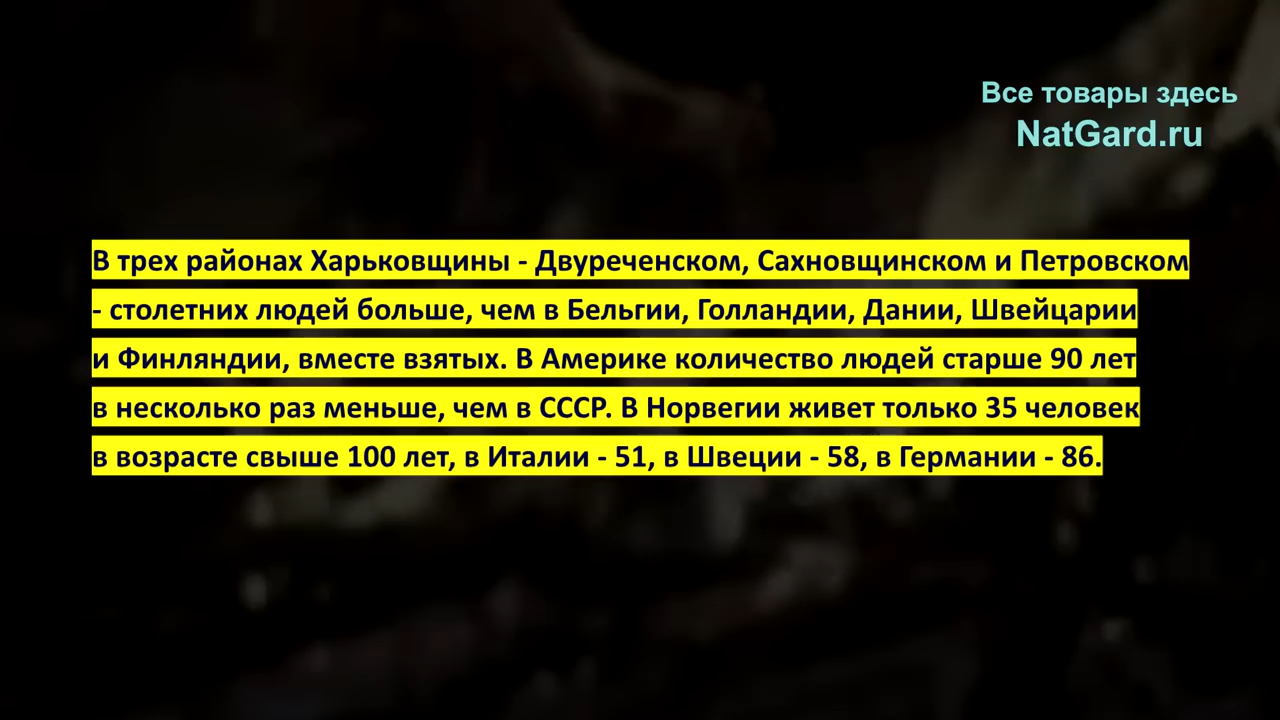 Все товары здесь
NatGard.ru
В трех районах Харьковщины - Двуреченском, Сахновщинском и Петровском
- столетних людей больше, чем в Бельгии, Голландии, Дании, Швейцарии
и Финляндии, вместе взятых. В Америке количество людей старше 90 лет
в несколько раз меньше, чем в СССР. В Норвегии живет только 35 человек
в возрасте свыше 100 лет, в Италии - 51, в Швеции - 58, в Германии - 86.